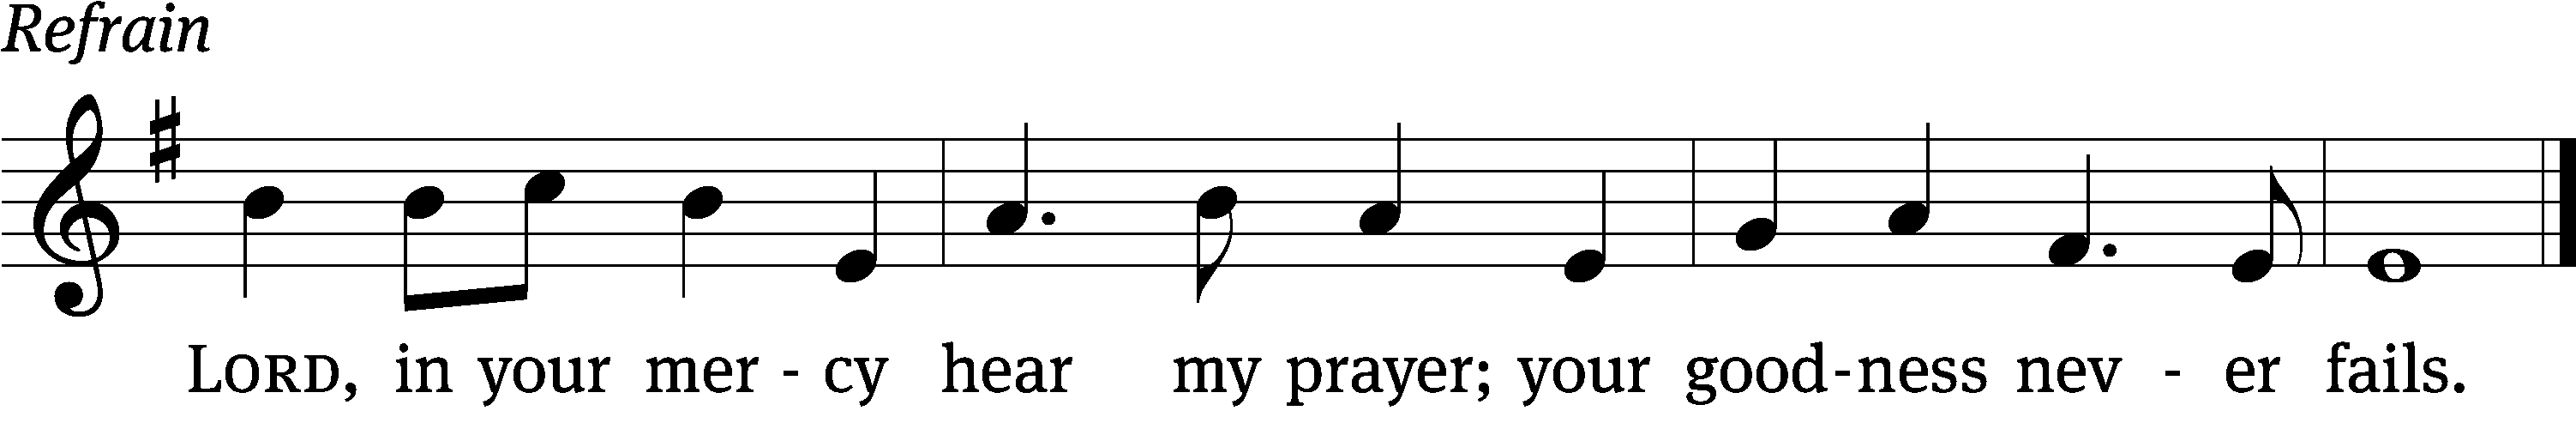 Refrain
LORD, in your mer - cy hear my prayer; your good - ness nev - er fails.